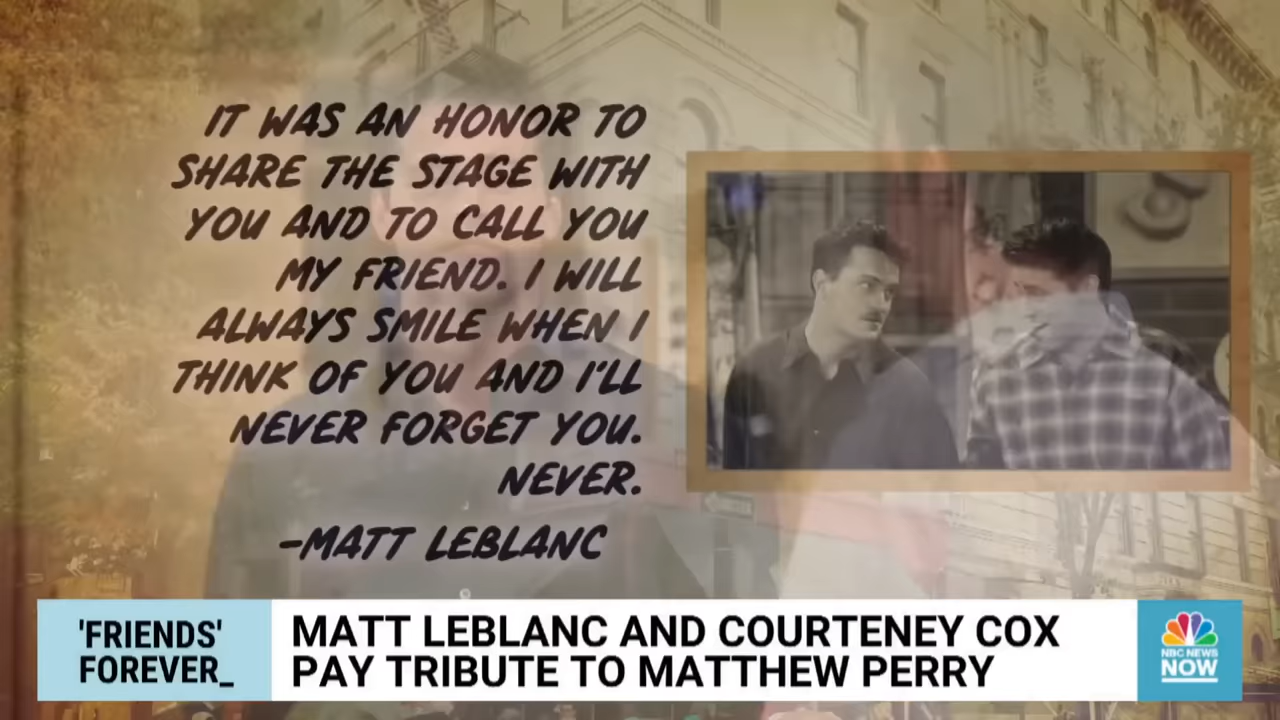 IT WAS AN HONOR TO
SHARE THE STAGE WITH
YOU AND TO CALL YOU
MY FRIEND. I WILL
ALWAYS SMILE WHEN I
THINK OF YOU AND I'LL
NEVER FORGET YOU.
NEVER.
-MATT LEBLANC
'FRIENDS'
FOREVER_
MATT LEBLANC AND COURTENEY COX
PAY TRIBUTE TO MATTHEW PERRY
NBC NEWS
NOW